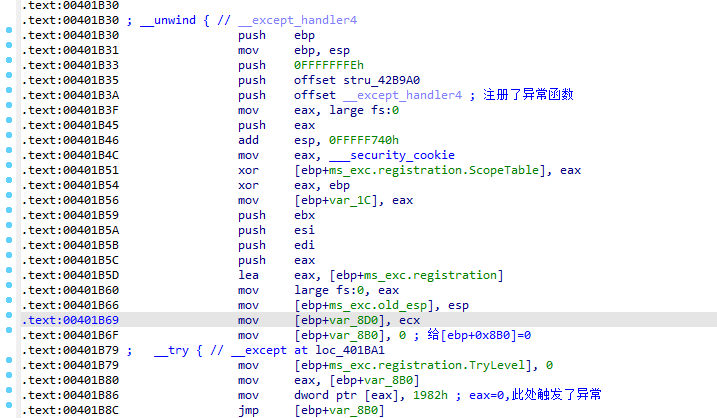 .text:00401B30
.text:00401B30 ; __unwind { // __except_handler4
.text:00401B30 push ebp
.text:00401B31 mov ebp, esp
.text:00401B33 push 0FFFFFFFEh
.text:00401B35 push offset stru_42B9A0
.text:00401B3A push offset __except_handler4 ; 注册了异常函数
.text:00401B3F mov eax, large fs:0
.text:00401B45 push eax
.text:00401B46 add esp, 0FFFFF740h
.text:00401B4C mov eax, ___security_cookie
.text:00401B51 xor [ebp+ms_exc.registration.ScopeTable], eax
.text:00401B54 xor eax, ebp
.text:00401B56 mov [ebp+var_1C], eax
.text:00401B59 push ebx
.text:00401B5A push esi
.text:00401B5B push edi
.text:00401B5C push eax
.text:00401B5D lea eax, [ebp+ms_exc.registration]
.text:00401B60 mov large fs:0, eax
.text:00401B66 mov [ebp+ms_exc.old_esp], esp
.text:00401B69 mov [ebp+var_8D0], ecx
.text:00401B6F mov [ebp+var_8B0], 0 ; 给[ebp+0x8B0]=0
.text:00401B79 ; __try { // __except at loc_401BA1
.text:00401B79 mov [ebp+ms_exc.registration.TryLevel], 0
.text:00401B80 mov eax, [ebp+var_8B0]
.text:00401B86 mov dword ptr [eax], 1982h ; eax=0,此处触发了异常
.text:00401B8C jmp [ebp+var_8B0]